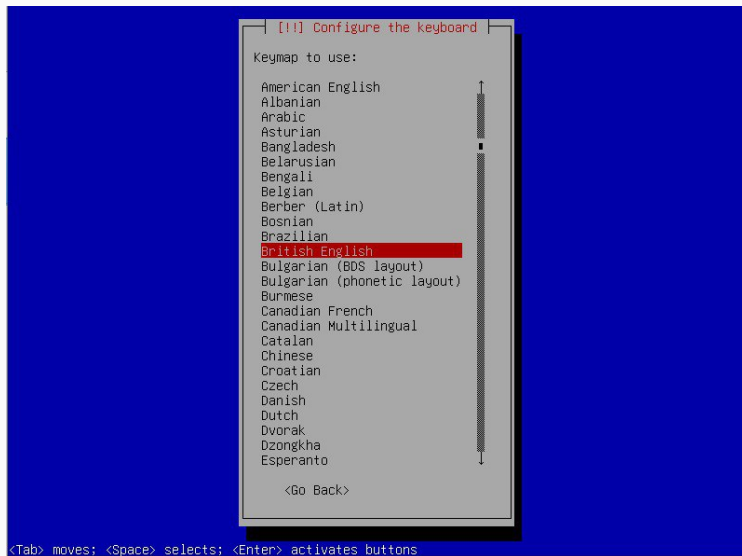 [!!] Configure the keyboard
Keymap to use:
American English
Albanian
Arabic
Asturian
Bangladesh
Belarusian
Bengali
Belgian
Berber (Latin)
Bosnian
Brazilian
British English
Bulgarian (BDS layout)
Bulgarian (phonetic layout)
Burmese
Canadian French
Canadian Multilingual
Catalan
Chinese
Croatian
Czech
Danish
Dutch
Dvorak
Dzongkha
Esperanto
<Go Back>
<Tab> moves; <Space> selects; <Enter> activates buttons